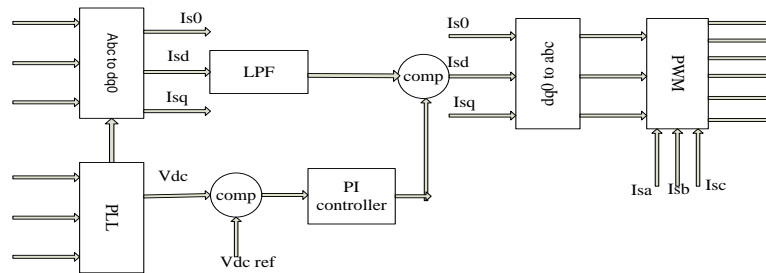 Abc to dq0
Is0
Isd
Isq
LPF
comp
Is0
Isd
Isq
dq0 to abc
PWM
Isa
Isb
Isc
PLL
Vdc
comp
Vdc ref
PI
controller